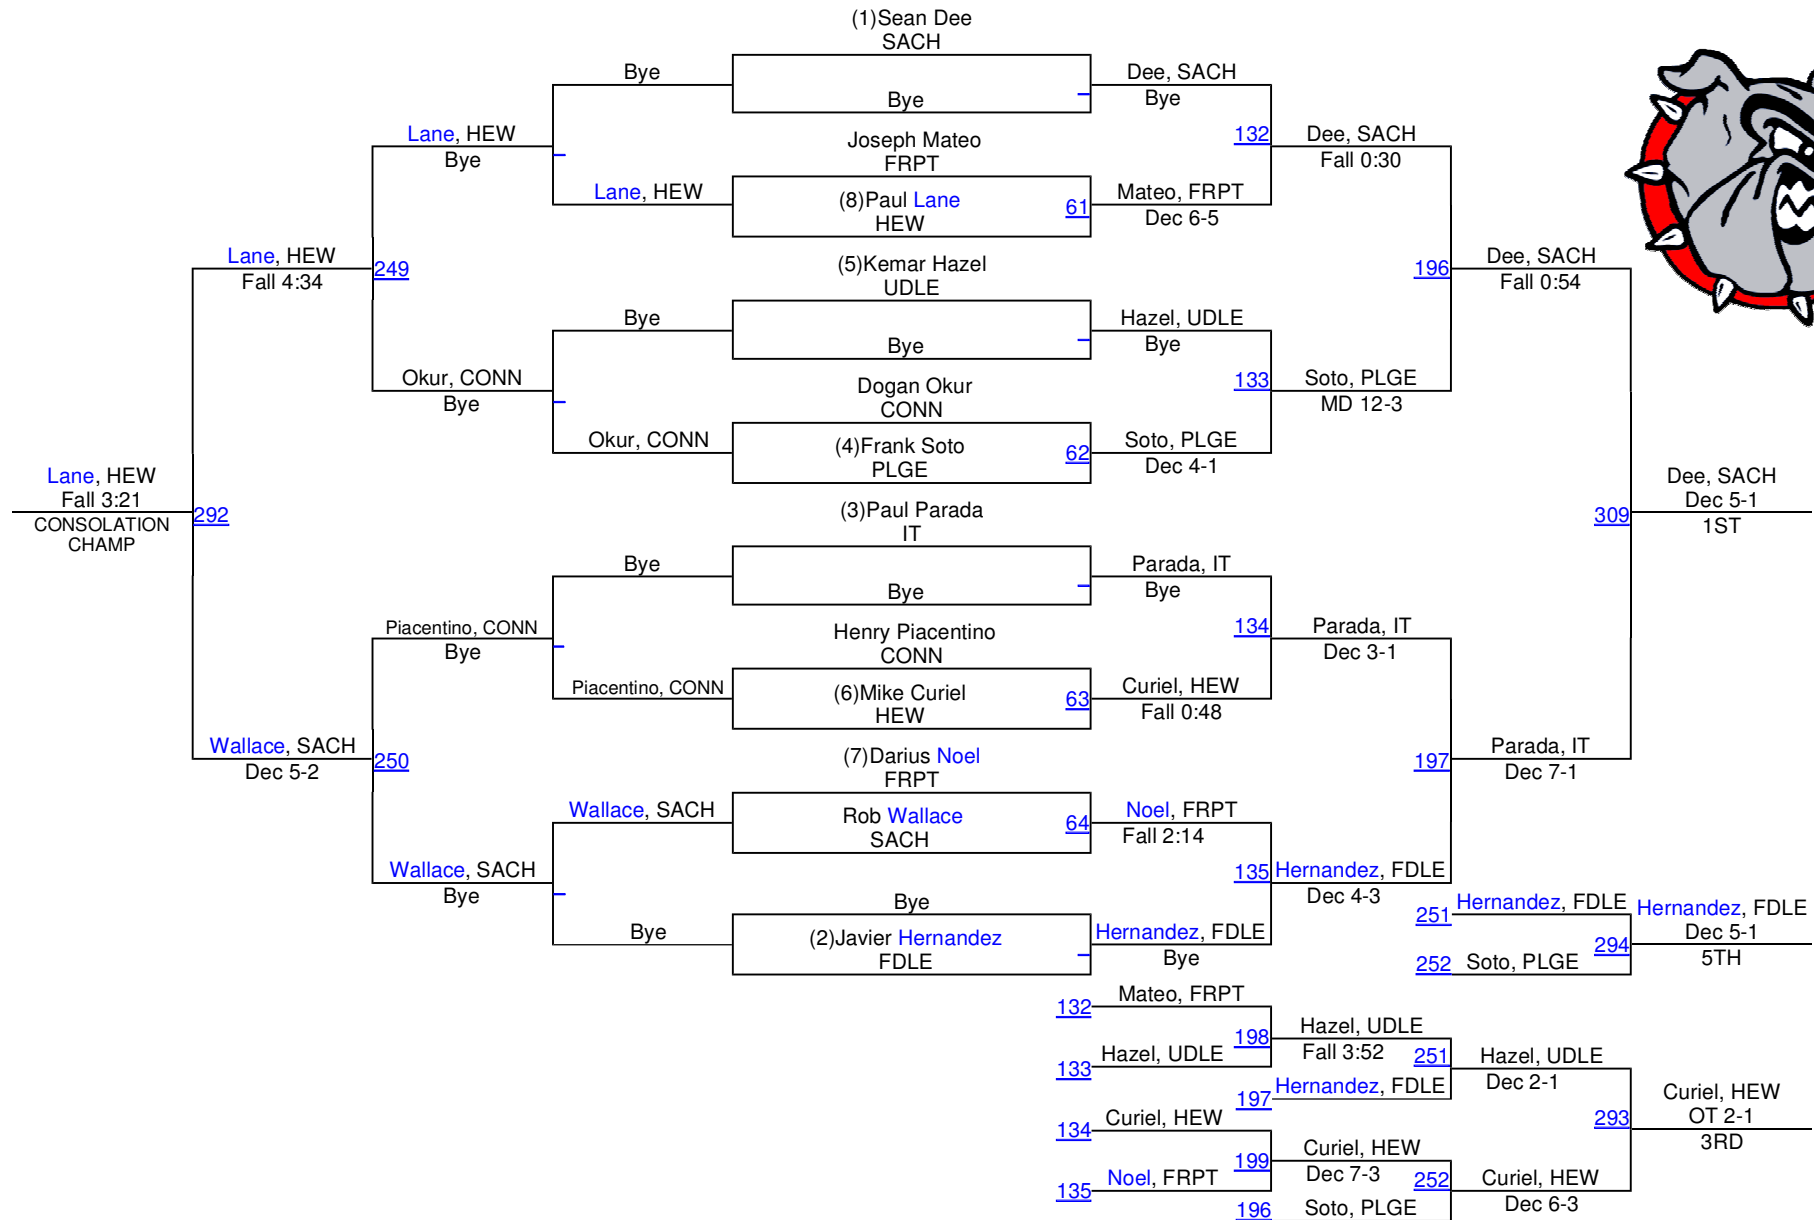 (1)Sean Dee
SACH
Bye
Bye
Dee, SACH
Bye
Lane, HEW
Bye
Joseph Mateo
FRPT
132
Dee, SACH
Fall 0:30
Lane, HEW
(8)Paul Lane
HEW
61
Mateo, FRPT
Dec 6-5
Lane, HEW
Fall 4:34
249
(5)Kemar Hazel
UDLE
196
Dee, SACH
Fall 0:54
Bye
Bye
Hazel, UDLE
Bye
Okur, CONN
Bye
Dogan Okur
CONN
133
Soto, PLGE
MD 12-3
Okur, CONN
(4)Frank Soto
PLGE
62
Soto, PLGE
Dec 4-1
Lane, HEW
Fall 3:21
CONSOLATION
CHAMP
292
(3)Paul Parada
IT
309
Dee, SACH
Dec 5-1
1ST
Bye
Bye
Parada, IT
Bye
Piacentino, CONN
Bye
Henry Piacentino
CONN
134
Parada, IT
Dec 3-1
Piacentino, CONN
(6)Mike Curiel
HEW
63
Curiel, HEW
Fall 0:48
Wallace, SACH
Dec 5-2
250
(7)Darius Noel
FRPT
197
Parada, IT
Dec 7-1
Wallace, SACH
Rob Wallace
SACH
64
Noel, FRPT
Fall 2:14
Wallace, SACH
Bye
135
Hernandez, FDLE
Dec 4-3
Bye
Bye
(2)Javier Hernandez
FDLE
Hernandez, FDLE
Bye
251
Hernandez, FDLE
252
Soto, PLGE
294
Hernandez, FDLE
Dec 5-1
5TH
132
Mateo, FRPT
133
Hazel, UDLE
198
Hazel, UDLE
Fall 3:52
197
Hernandez, FDLE
251
Hazel, UDLE
Dec 2-1
134
Curiel, HEW
135
Noel, FRPT
199
Curiel, HEW
Dec 7-3
196
Soto, PLGE
252
Curiel, HEW
Dec 6-3
293
Curiel, HEW
OT 2-1
3RD